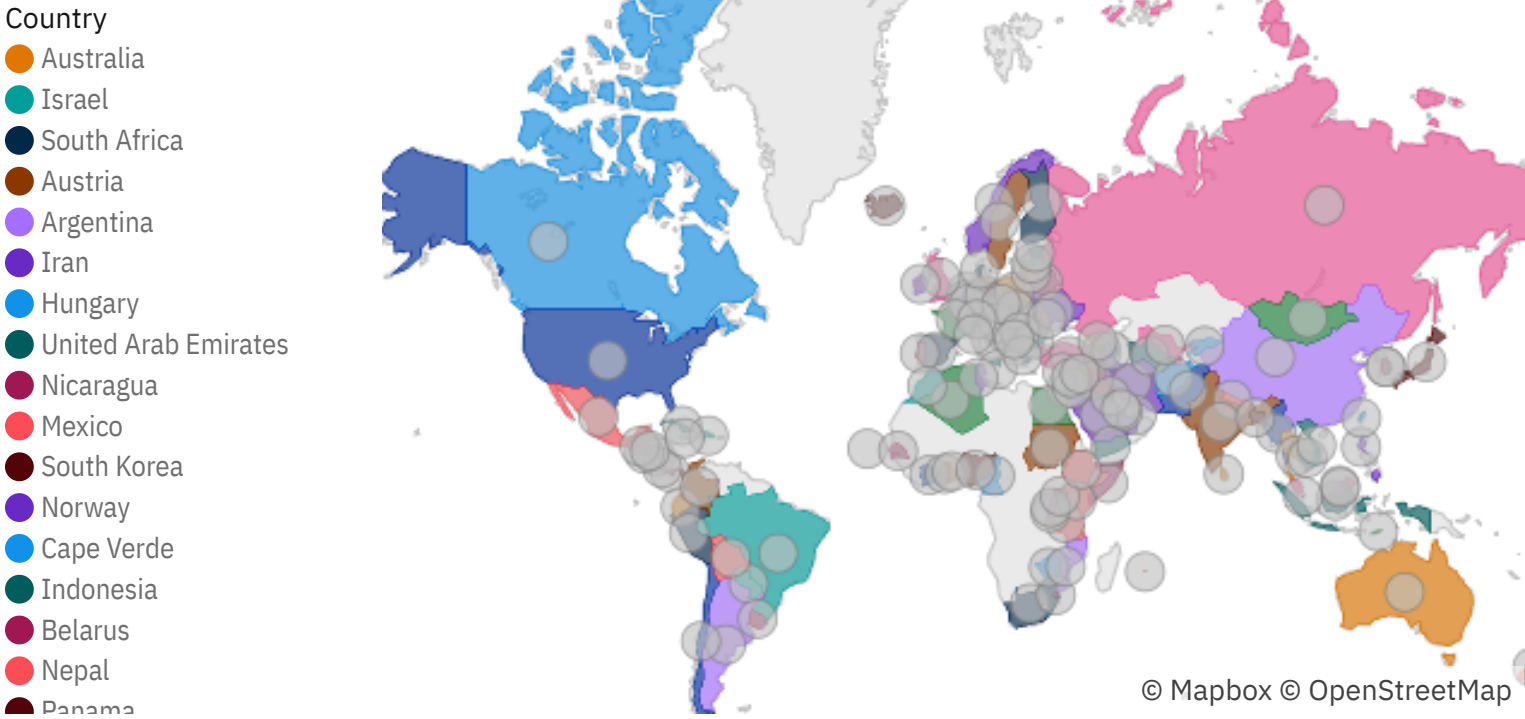 Country
Australia
Israel
South Africa
Austria
Argentina
Iran
Hungary
United Arab Emirates
Nicaragua
Mexico
South Korea
Norway
Cape Verde
Indonesia
Belarus
Nepal
Panama
© Mapbox © OpenStreetMap